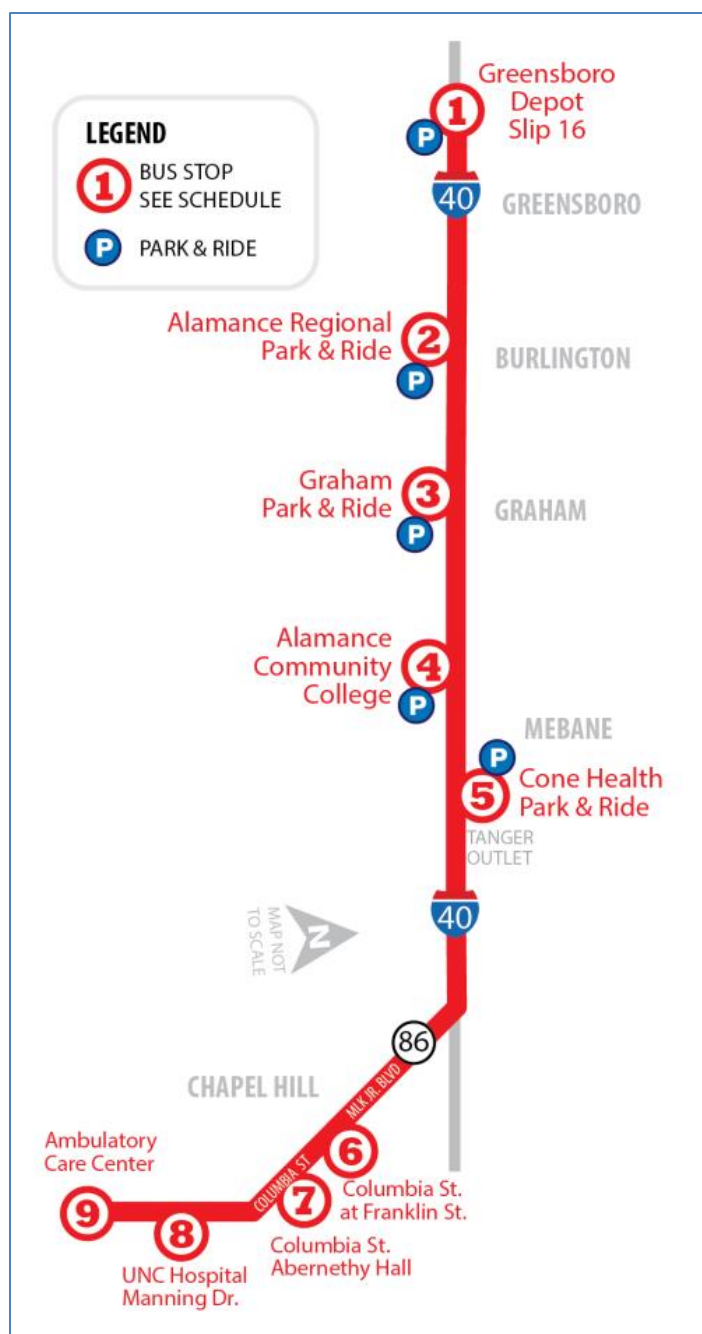 LEGEND
1
BUS STOP
SEE SCHEDULE
P
PARK & RIDE
Greensboro
Depot
Slip 16
1
P
40
GREENSBORO
Alamance Regional
Park & Ride
2
P
BURLINGTON
Graham
Park & Ride
3
P
GRAHAM
Alamance
Community
College
4
P
MEBANE
P
5
Cone Health
Park & Ride
TANGER
OUTLET
40
MAP NOT
TO SCALE
N
86
MLK JR. BLVD
CHAPEL HILL
COLUMBIA ST
6
Columbia St.
at Franklin St.
7
Columbia St.
Abernethy Hall
Ambulatory
Care Center
9
8
UNC Hospital
Manning Dr.